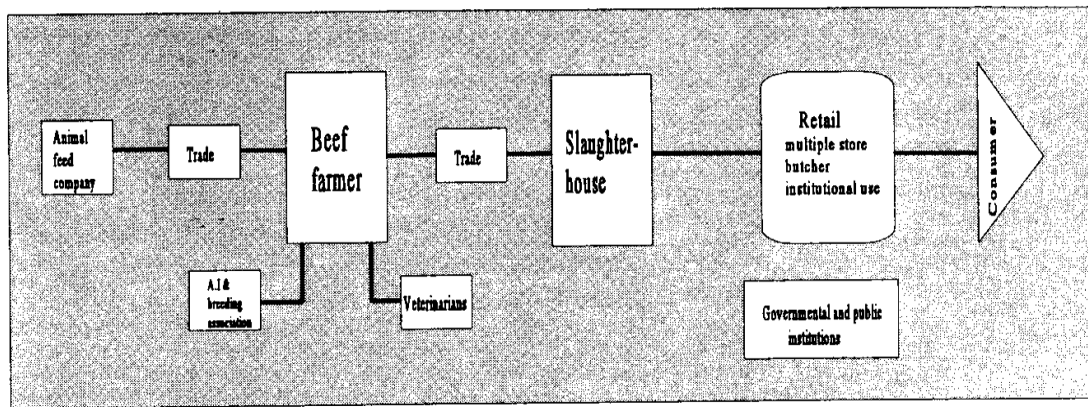 Animal
feed
company
Trade
Beef
farmer
Trade
Slaughter-
house
Retail
multiple store
butcher
institutional use
Consumer
A.I &
breeding
association
Veterinarians
Governmental and public
institutions